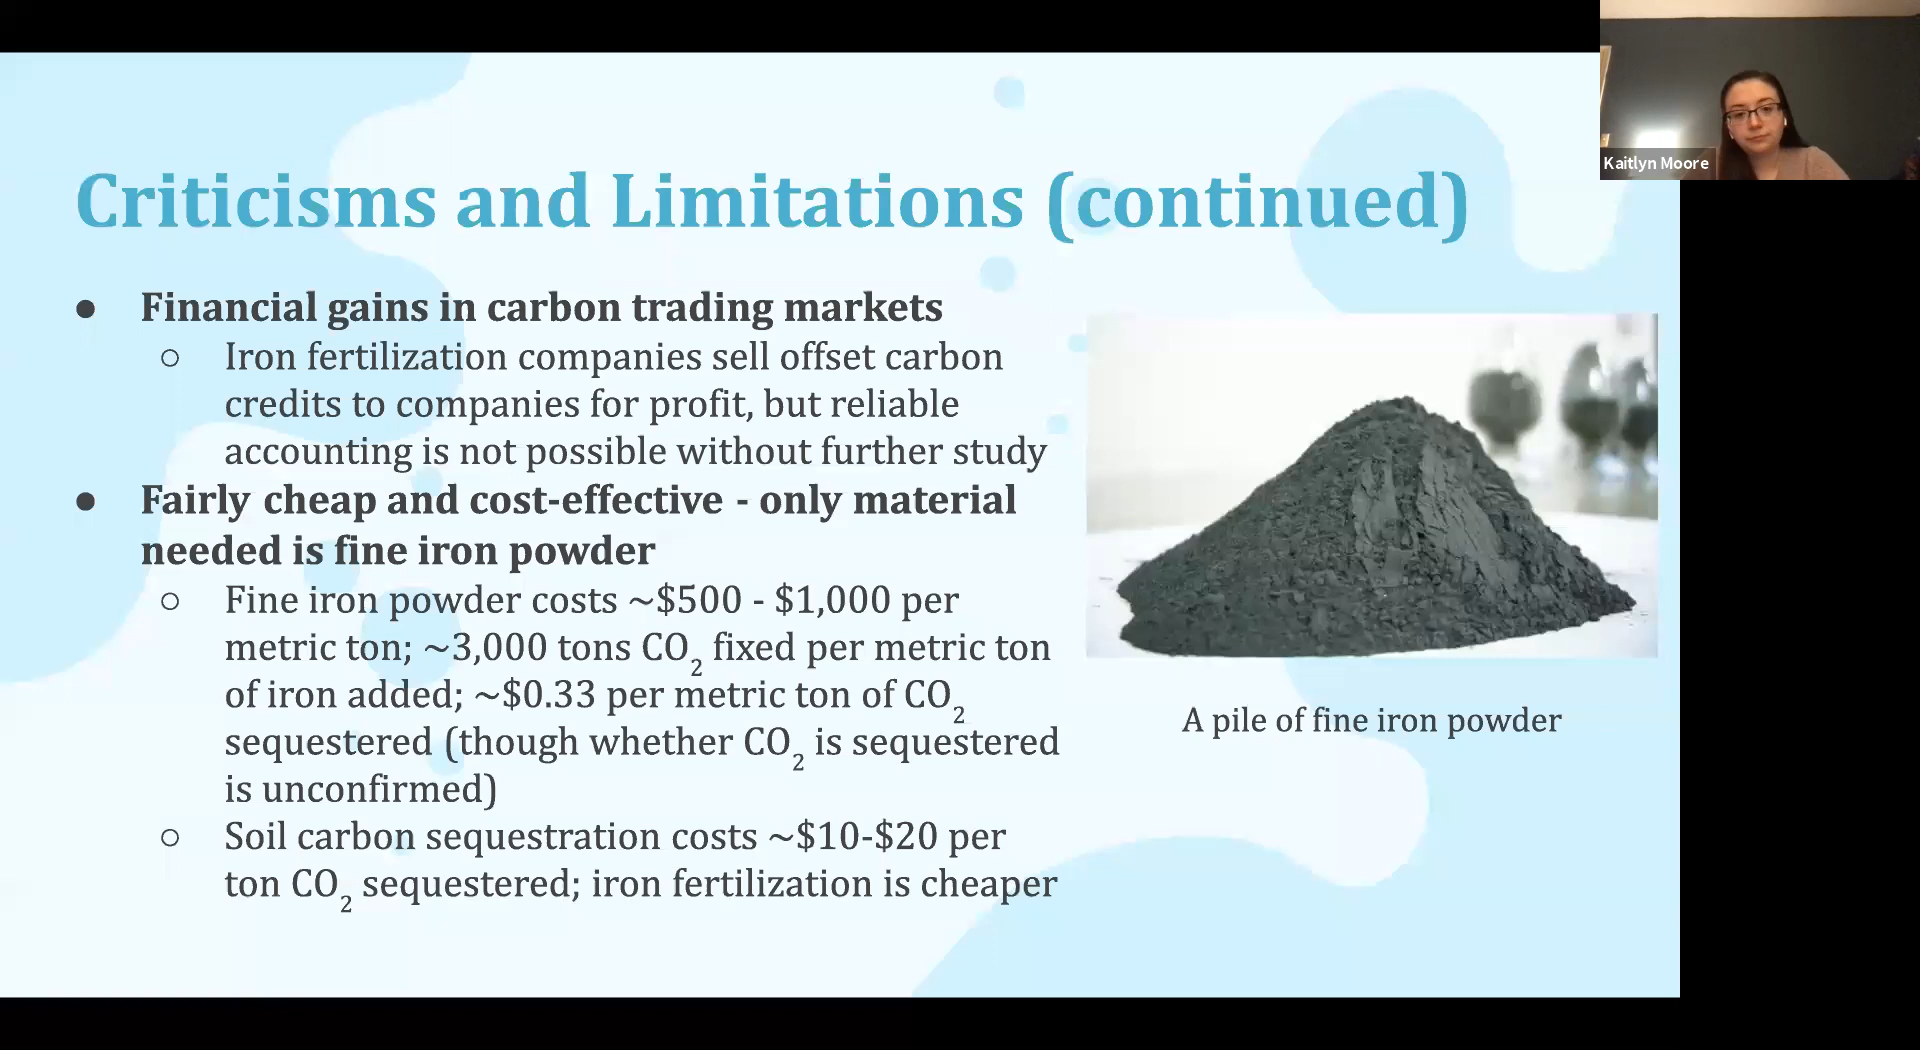 Kaitlyn Moore
Criticisms and Limitations (continued)
● Financial gains in carbon trading markets
○ Iron fertilization companies sell offset carbon
credits to companies for profit, but reliable
accounting is not possible without further study
● Fairly cheap and cost-effective - only material
needed is fine iron powder
○ Fine iron powder costs ~$500 - $1,000 per
metric ton; ~3,000 tons CO₂ fixed per metric ton
of iron added; ~$0.33 per metric ton of CO₂
sequestered (though whether CO₂ is sequestered
is unconfirmed)
○ Soil carbon sequestration costs ~$10-$20 per
ton CO₂ sequestered; iron fertilization is cheaper
A pile of fine iron powder